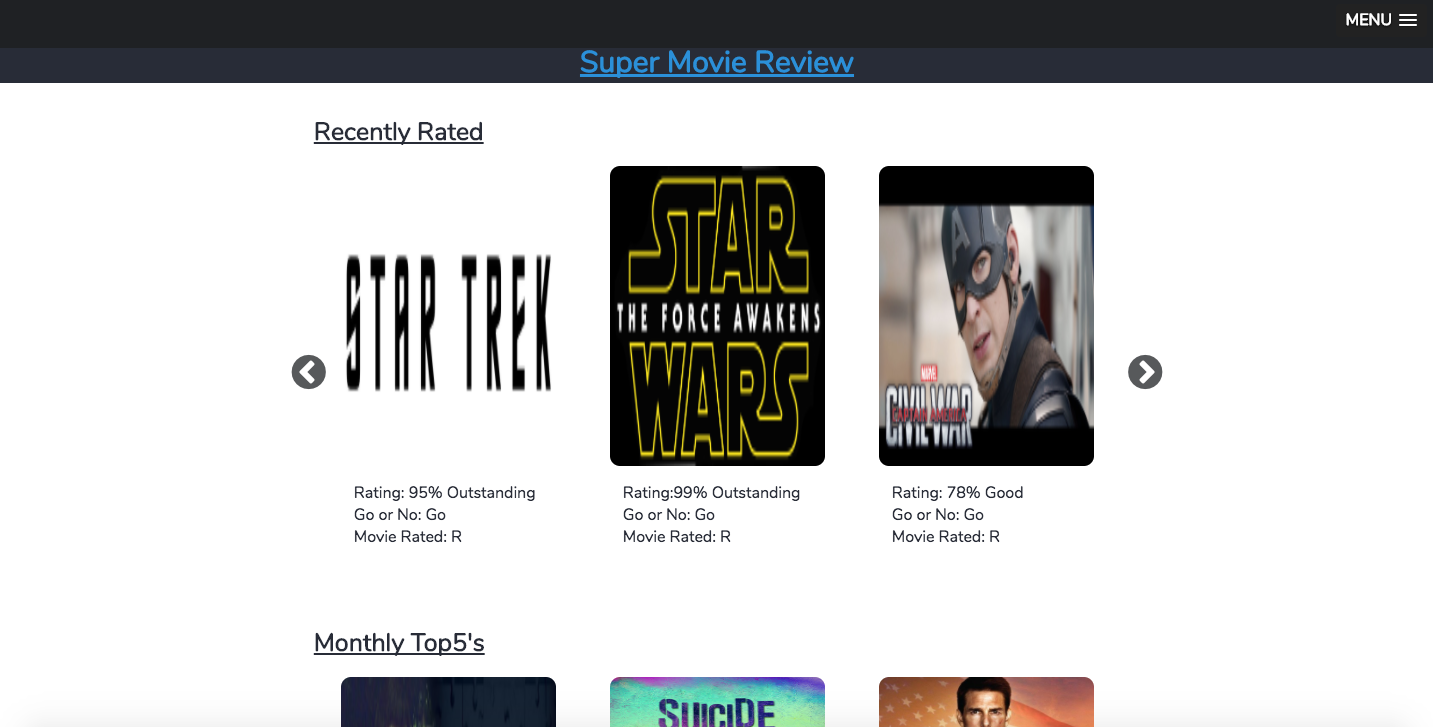 MENU
Super Movie Review
Recently Rated
STAR TREK
STAR
THE FORCE AWAKENS
WARS
A
MARVEL
CAPTAIN AMERICA
CIVIL WAR
Rating: 95% Outstanding
Go or No: Go
Movie Rated: R
Rating:99% Outstanding
Go or No: Go
Movie Rated: R
Rating: 78% Good
Go or No: Go
Movie Rated: R
Monthly Top5's
SUICIDE